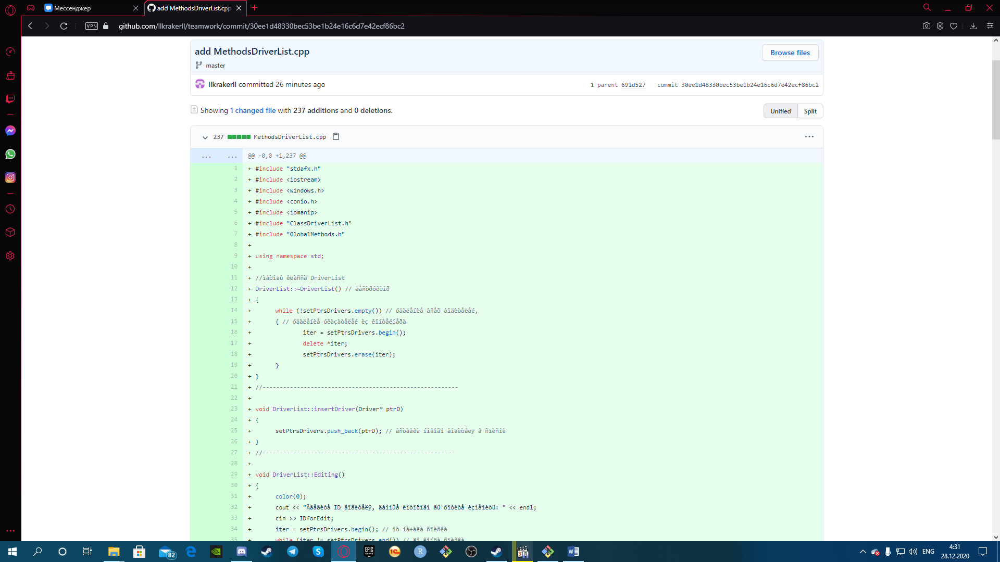 Мессенджер
add MethodsDriverList.cpp
VPN
github.com/llkrakerll/teamwork/commit/30ee1d48330bec53be1b24e16c6d7e42ecf86bc2
add MethodsDriverList.cpp
Browse files
master
llkrakerll committed 26 minutes ago
1 parent 691d527 commit 30ee1d48330bec53be1b24e16c6d7e42ecf86bc2
Showing 1 changed file with 237 additions and 0 deletions.
Unified Split
237 MethodsDriverList.cpp
... ... @@ -0,0 +1,237 @@
1 + #include "stdafx.h"
2 + #include <iostream>
3 + #include <windows.h>
4 + #include <conio.h>
5 + #include <iomanip>
6 + #include "ClassDriverList.h"
7 + #include "GlobalMethods.h"
8 +
9 + using namespace std;
10 +
11 + //ìåòîäû êëàññà DriverList
12 + DriverList::~DriverList() // äåñòðóêòîð
13 + {
14 + while (!setPtrsDrivers.empty()) // óäàëåíèå âñåõ âîäèòåëåé,
15 + { // óäàëåíèå óêàçàòåëåé èç êîíòåéíåðà
16 + iter = setPtrsDrivers.begin();
17 + delete *iter;
18 + setPtrsDrivers.erase(iter);
19 + }
20 + }
21 + //---------------------------------------------------------
22 +
23 + void DriverList::insertDriver(Driver* ptrD)
24 + {
25 + setPtrsDrivers.push_back(ptrD); // âñòàâêà íîâîãî âîäèòåëÿ â ñïèñîê
26 + }
27 + //--------------------------------------------------------
28 +
29 + void DriverList::Editing()
30 + {
31 + color(0);
32 + cout << "Ââåäèòå ID âîäèòåëÿ, äàííûå êîòîðîãî âû õîòèòå èçìåíèòü: " << endl;
33 + cin >> IDforEdit;
34 + iter = setPtrsDrivers.begin(); // îò íà÷àëà ñïèñêà
35 + while (iter != setPtrsDrivers.end()) // äî êîíöà ñïèñêà
82
EPIC GAMES
1C
R
321
W
ENG
4:31
28.12.2020